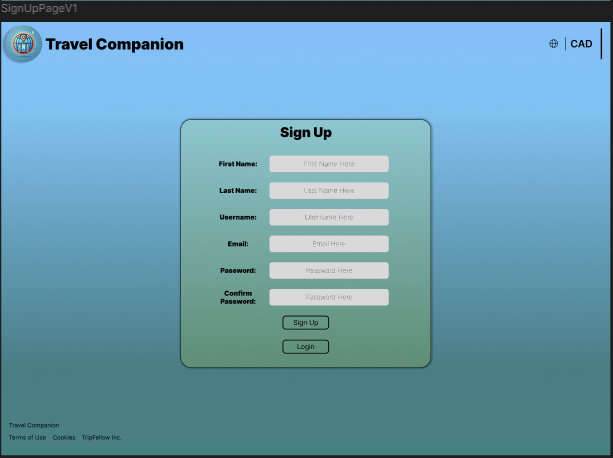 SignUpPageV1
Travel Companion
CAD
Sign Up
First Name: First Name Here
Last Name: Last Name Here
Username: Username Here
Email: Email Here
Password: Password Here
Confirm
Password: Password Here
Sign Up
Login
Travel Companion
Terms of Use Cookies TripFellow Inc.